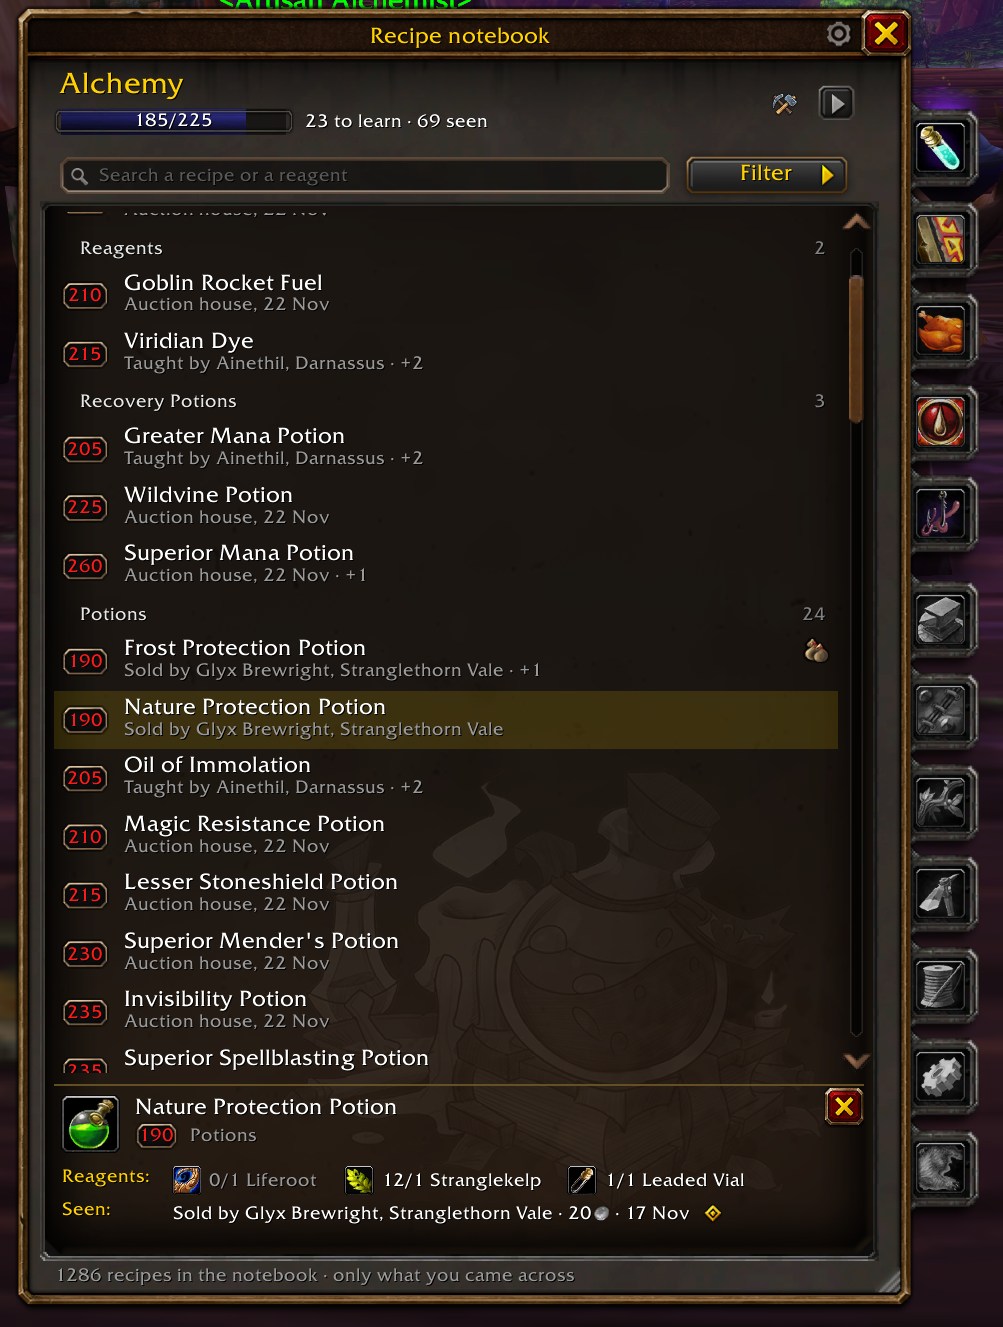 <Artisan Alchemist>
Recipe notebook
Alchemy
185/225
23 to learn · 69 seen
Search a recipe or a reagent
Filter
Auction house, 22 Nov
Reagents 2
210 Goblin Rocket Fuel
Auction house, 22 Nov
215 Viridian Dye
Taught by Ainethil, Darnassus · +2
Recovery Potions 3
205 Greater Mana Potion
Taught by Ainethil, Darnassus · +2
225 Wildvine Potion
Auction house, 22 Nov
260 Superior Mana Potion
Auction house, 22 Nov · +1
Potions 24
190 Frost Protection Potion
Sold by Glyx Brewright, Stranglethorn Vale · +1
190 Nature Protection Potion
Sold by Glyx Brewright, Stranglethorn Vale
205 Oil of Immolation
Taught by Ainethil, Darnassus · +2
210 Magic Resistance Potion
Auction house, 22 Nov
215 Lesser Stoneshield Potion
Auction house, 22 Nov
230 Superior Mender's Potion
Auction house, 22 Nov
235 Invisibility Potion
Auction house, 22 Nov
235 Superior Spellblasting Potion
Nature Protection Potion
190 Potions
Reagents: 0/1 Liferoot 12/1 Stranglekelp 1/1 Leaded Vial
Seen: Sold by Glyx Brewright, Stranglethorn Vale · 20 · 17 Nov
1286 recipes in the notebook · only what you came across